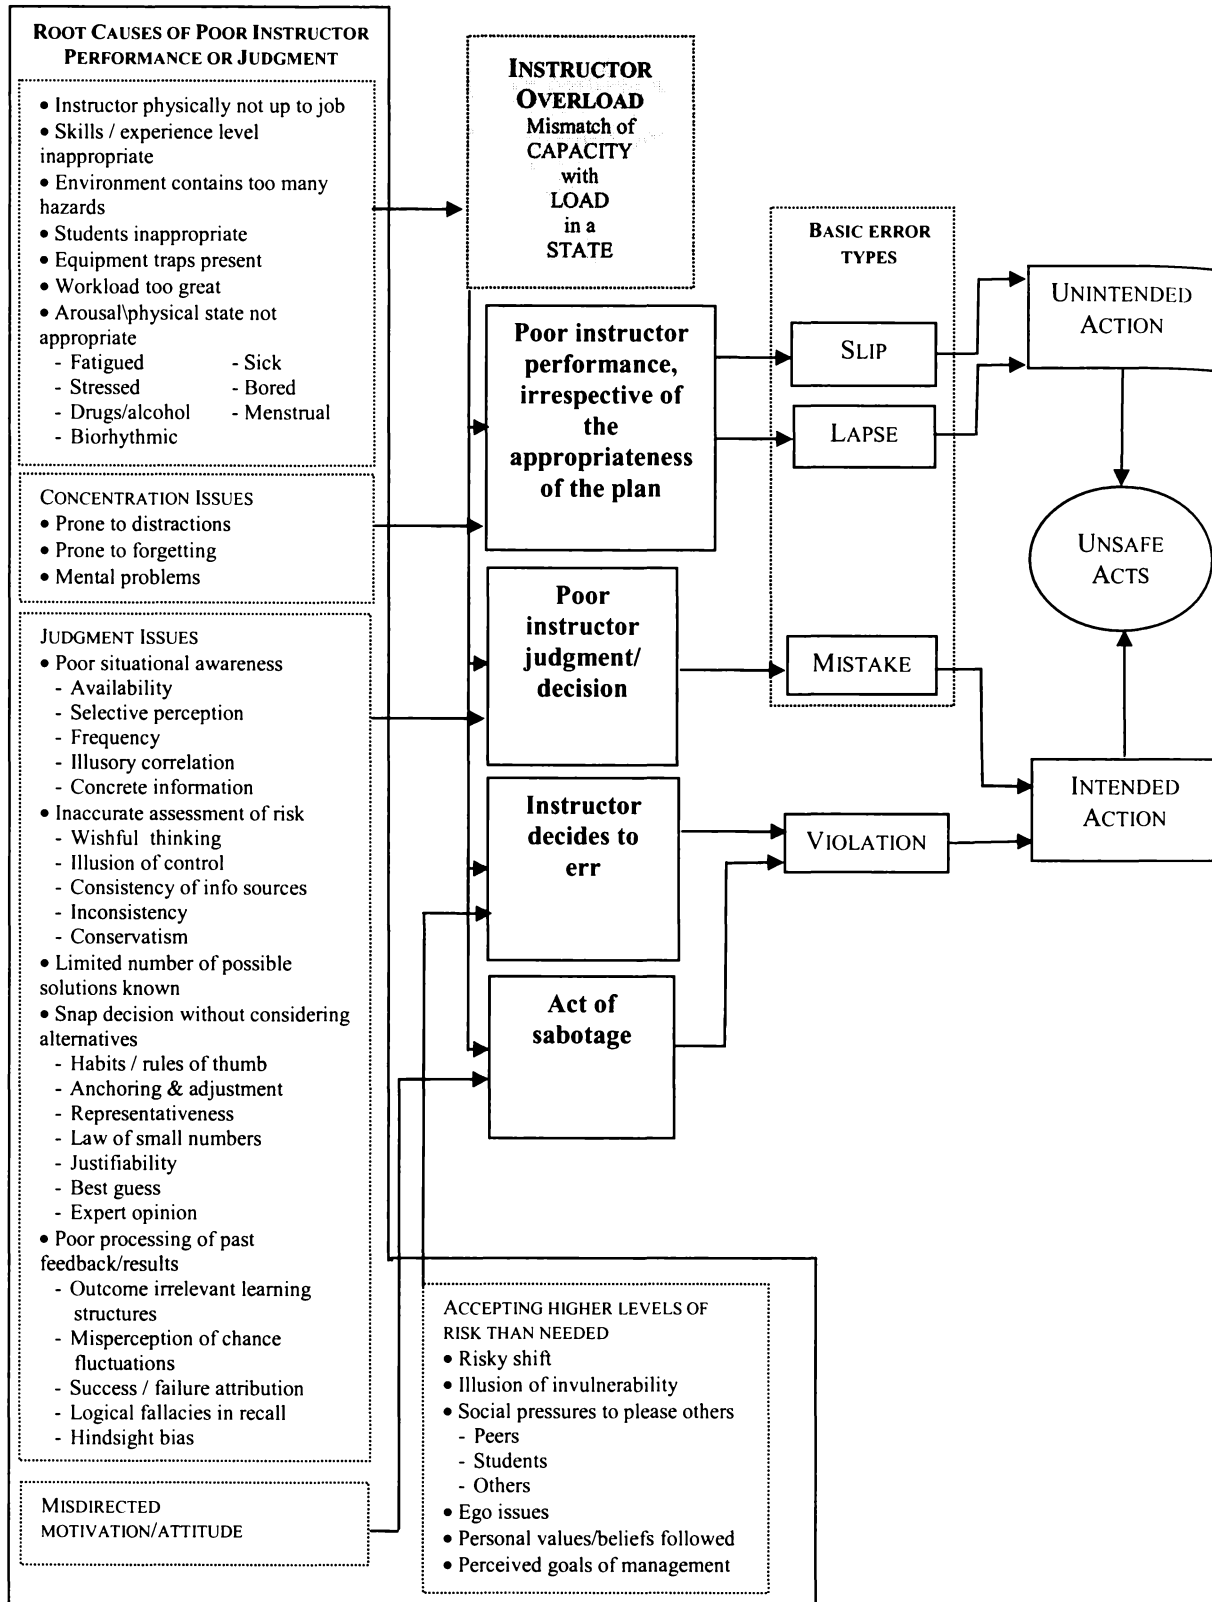 ROOT CAUSES OF POOR INSTRUCTOR
PERFORMANCE OR JUDGMENT
• Instructor physically not up to job
• Skills / experience level
inappropriate
• Environment contains too many
hazards
• Students inappropriate
• Equipment traps present
• Workload too great
• Arousal\physical state not
appropriate
- Fatigued - Sick
- Stressed - Bored
- Drugs/alcohol - Menstrual
- Biorhythmic
CONCENTRATION ISSUES
• Prone to distractions
• Prone to forgetting
• Mental problems
JUDGMENT ISSUES
• Poor situational awareness
- Availability
- Selective perception
- Frequency
- Illusory correlation
- Concrete information
• Inaccurate assessment of risk
- Wishful thinking
- Illusion of control
- Consistency of info sources
- Inconsistency
- Conservatism
• Limited number of possible
solutions known
• Snap decision without considering
alternatives
- Habits / rules of thumb
- Anchoring & adjustment
- Representativeness
- Law of small numbers
- Justifiability
- Best guess
- Expert opinion
• Poor processing of past
feedback/results
- Outcome irrelevant learning
structures
- Misperception of chance
fluctuations
- Success / failure attribution
- Logical fallacies in recall
- Hindsight bias
MISDIRECTED
MOTIVATION/ATTITUDE
INSTRUCTOR
OVERLOAD
Mismatch of
CAPACITY
with
LOAD
in a
STATE
Poor instructor
performance,
irrespective of
the
appropriateness
of the plan
Poor
instructor
judgment/
decision
Instructor
decides to
err
Act of
sabotage
ACCEPTING HIGHER LEVELS OF
RISK THAN NEEDED
• Risky shift
• Illusion of invulnerability
• Social pressures to please others
- Peers
- Students
- Others
• Ego issues
• Personal values/beliefs followed
• Perceived goals of management
BASIC ERROR
TYPES
SLIP
LAPSE
MISTAKE
VIOLATION
UNINTENDED
ACTION
UNSAFE
ACTS
INTENDED
ACTION